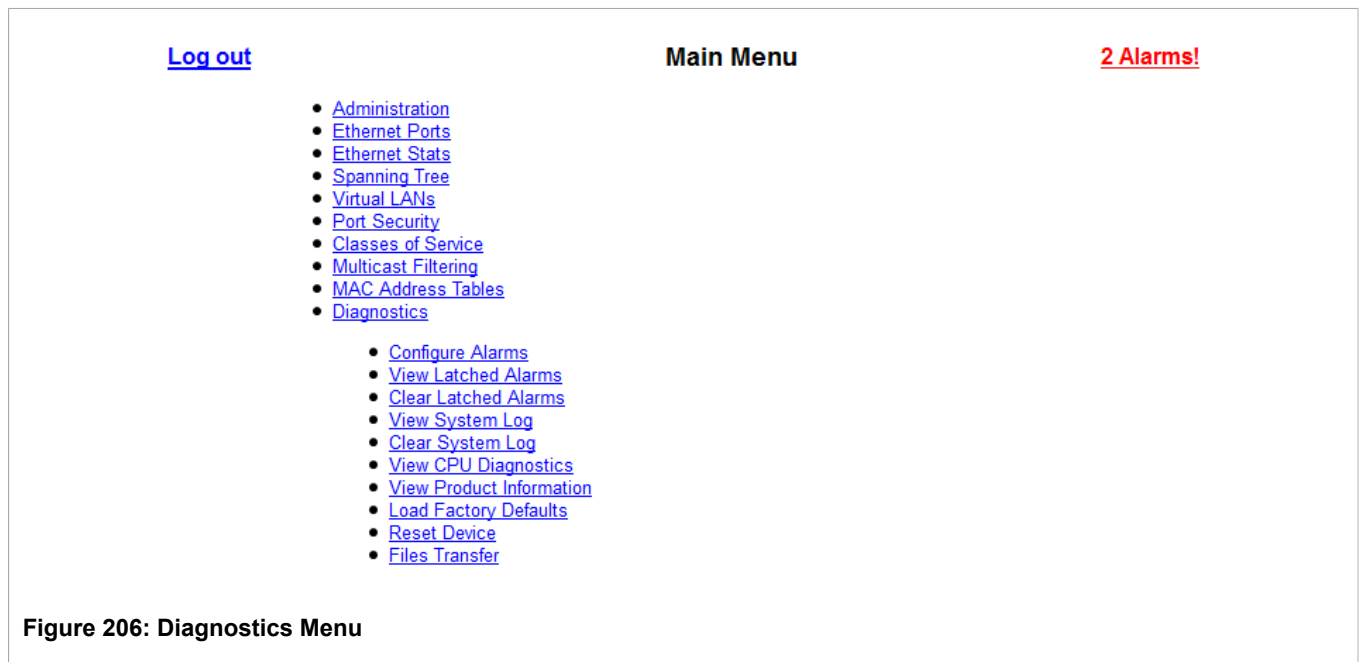 Log out Main Menu 2 Alarms!
Administration
Ethernet Ports
Ethernet Stats
Spanning Tree
Virtual LANs
Port Security
Classes of Service
Multicast Filtering
MAC Address Tables
Diagnostics
Configure Alarms
View Latched Alarms
Clear Latched Alarms
View System Log
Clear System Log
View CPU Diagnostics
View Product Information
Load Factory Defaults
Reset Device
Files Transfer
Figure 206: Diagnostics Menu